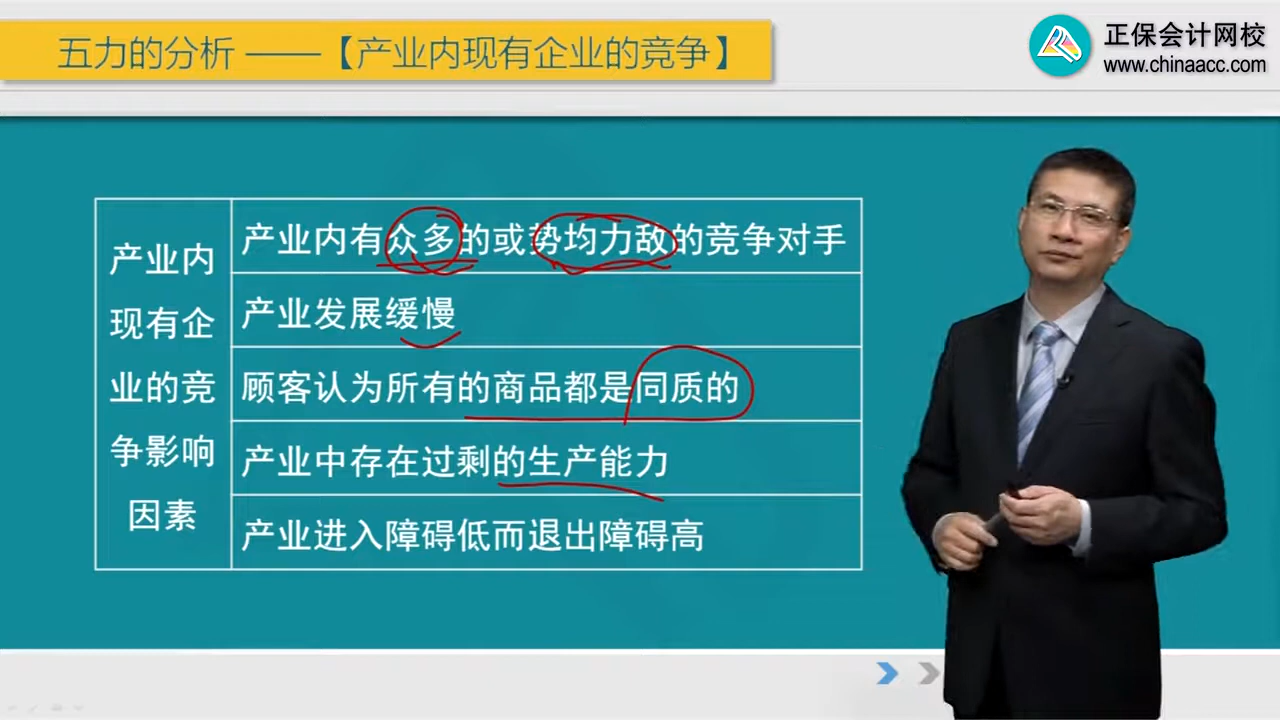 五力的分析 ——【产业内现有企业的竞争】
正保会计网校
www.chinaacc.com
产业内
现有企
业的竞
争影响
因素
产业内有众多的或势均力敌的竞争对手
产业发展缓慢
顾客认为所有的商品都是同质的
产业中存在过剩的生产能力
产业进入障碍低而退出障碍高